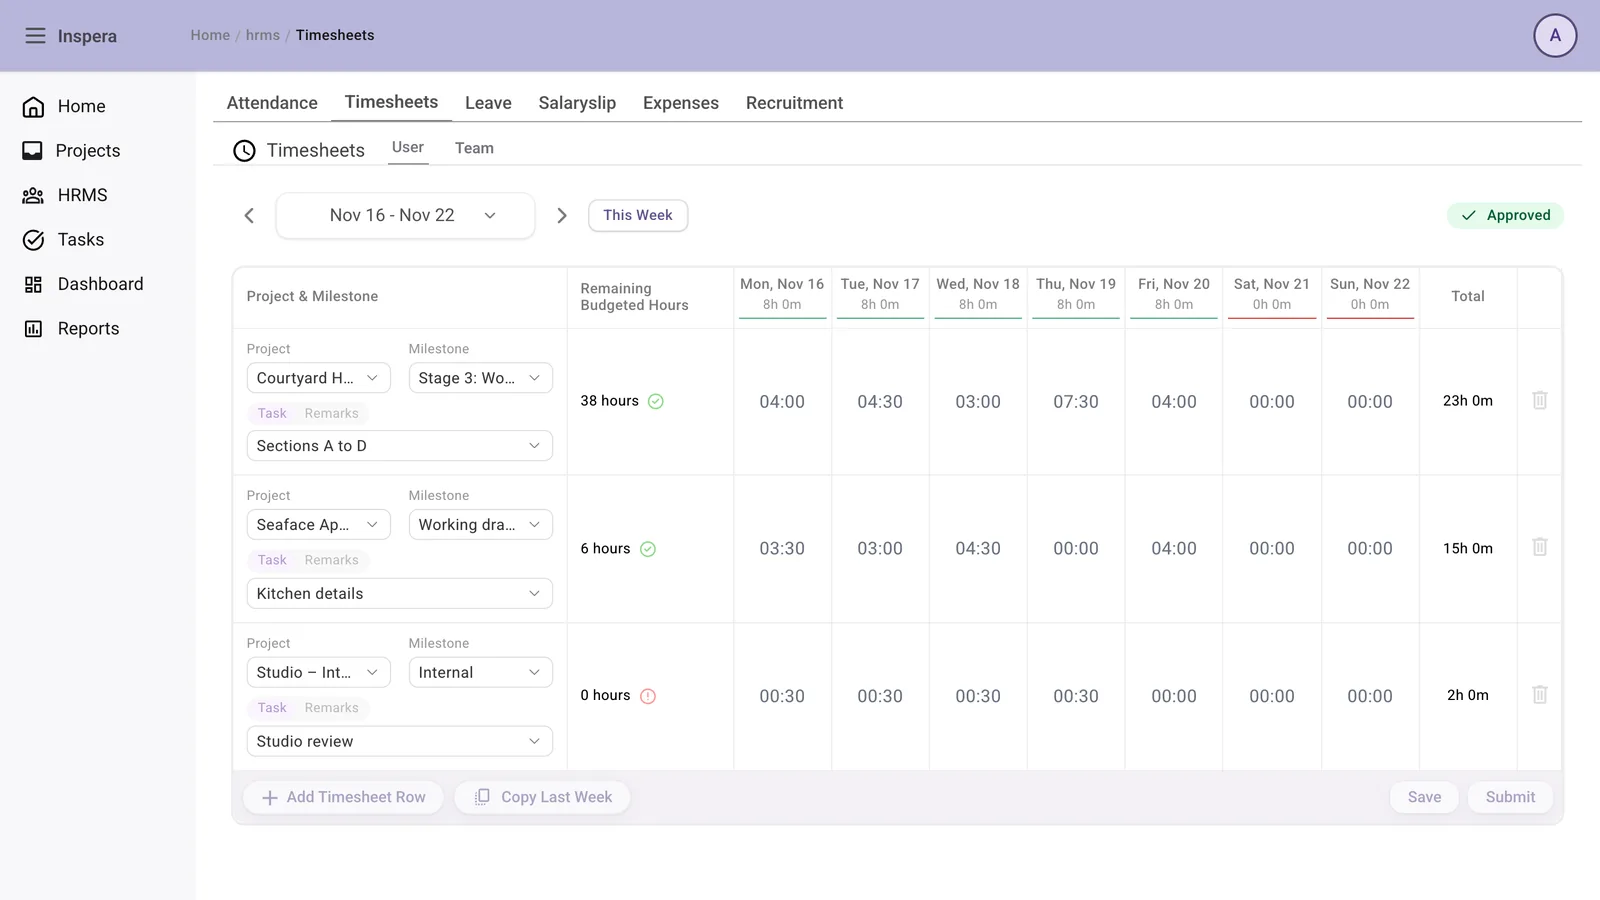 Inspera
Home / hrms / Timesheets
A
Home
Projects
HRMS
Tasks
Dashboard
Reports
Attendance Timesheets Leave Salaryslip Expenses Recruitment
Timesheets User Team
Nov 16 - Nov 22
This Week
Approved
Project & Milestone
Remaining
Budgeted Hours
Mon, Nov 16 Tue, Nov 17 Wed, Nov 18 Thu, Nov 19 Fri, Nov 20 Sat, Nov 21 Sun, Nov 22 Total
8h 0m 8h 0m 8h 0m 8h 0m 8h 0m 0h 0m 0h 0m
Project Milestone
Courtyard H... Stage 3: Wo...
Task Remarks
Sections A to D
38 hours 04:00 04:30 03:00 07:30 04:00 00:00 00:00 23h 0m
Project Milestone
Seaface Ap... Working dra...
Task Remarks
Kitchen details
6 hours 03:30 03:00 04:30 00:00 04:00 00:00 00:00 15h 0m
Project Milestone
Studio – Int... Internal
Task Remarks
Studio review
0 hours 00:30 00:30 00:30 00:30 00:00 00:00 00:00 2h 0m
Add Timesheet Row Copy Last Week Save Submit